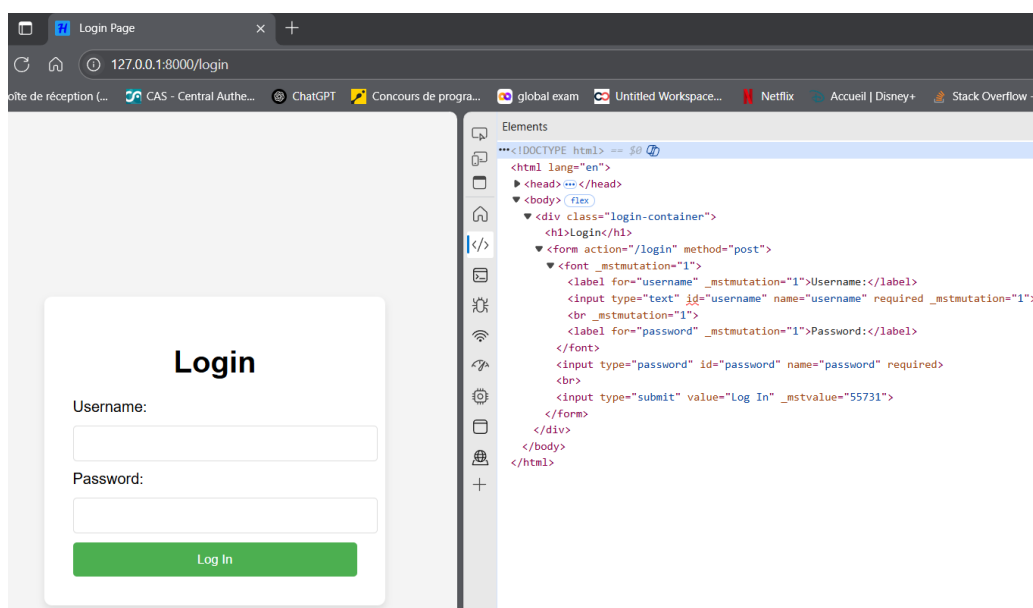 Login Page
127.0.0.1:8000/login
oîte de réception (... CAS - Central Authe... ChatGPT Concours de progra... global exam Untitled Workspace... Netflix Accueil | Disney+ Stack Overflow -
Elements
•••<!DOCTYPE html> == $0
<html lang="en">
<head>•••</head>
<body> flex
<div class="login-container">
<h1>Login</h1>
<form action="/login" method="post">
<font _mstmutation="1">
<label for="username" _mstmutation="1">Username:</label>
<input type="text" id="username" name="username" required _mstmutation="1">
<br _mstmutation="1">
<label for="password" _mstmutation="1">Password:</label>
</font>
<input type="password" id="password" name="password" required>
<br>
<input type="submit" value="Log In" _mstvalue="55731">
</form>
</div>
</body>
</html>
Login
Username:
Password:
Log In